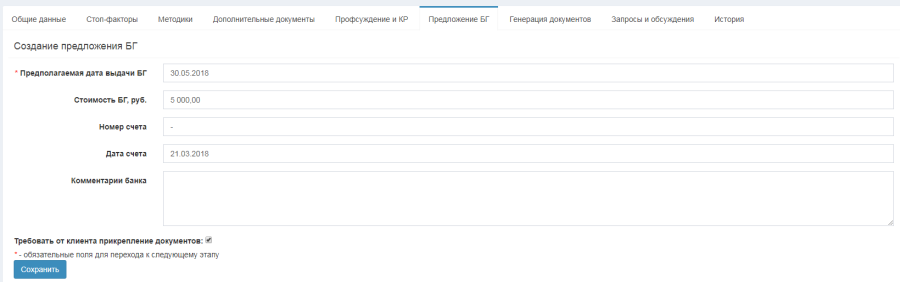 Общие данные Стоп-факторы Методики Дополнительные документы Профсуждение и КР Предложение БГ Генерация документов Запросы и обсуждения История
Создание предложения БГ
* Предполагаемая дата выдачи БГ 30.05.2018
Стоимость БГ, руб. 5 000,00
Номер счета -
Дата счета 21.03.2018
Комментарии банка
Требовать от клиента прикрепление документов:
* - обязательные поля для перехода к следующему этапу
Сохранить